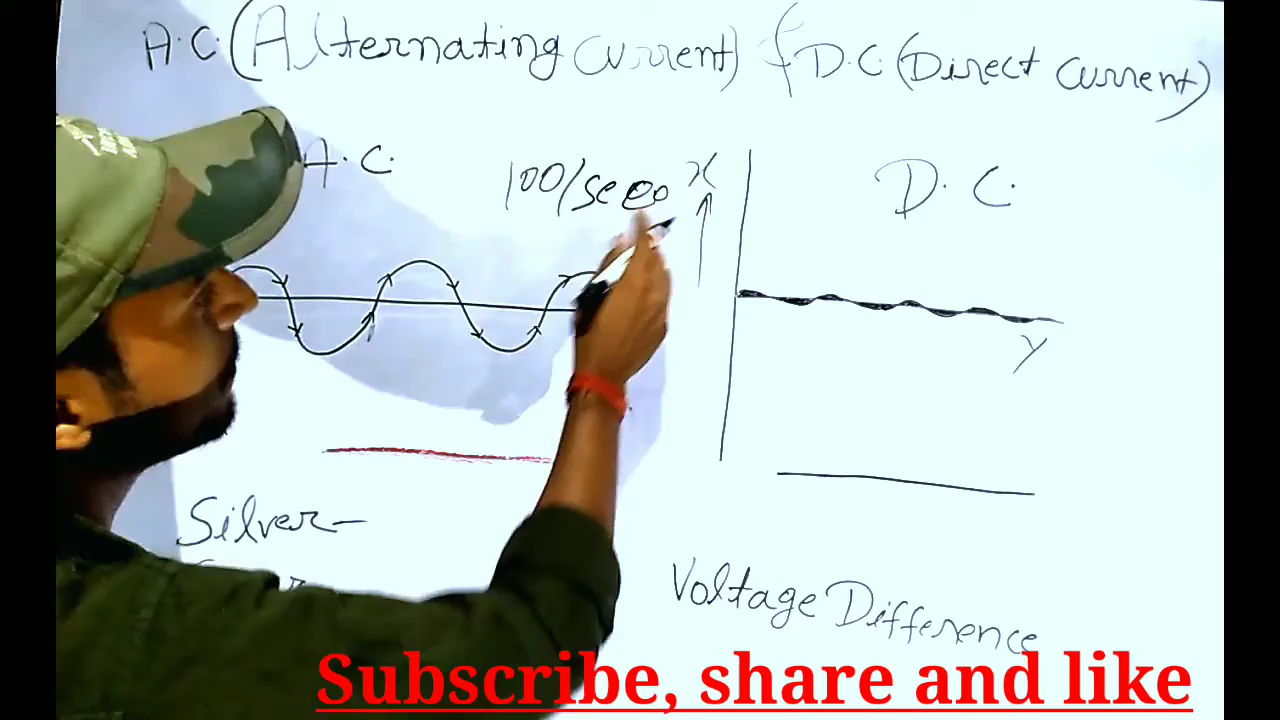 A.C. (Alternating Current) & D.C. (Direct Current)
A.C.
100/sec
x
D.C.
y
Silver-
Voltage Difference
Subscribe, share and like